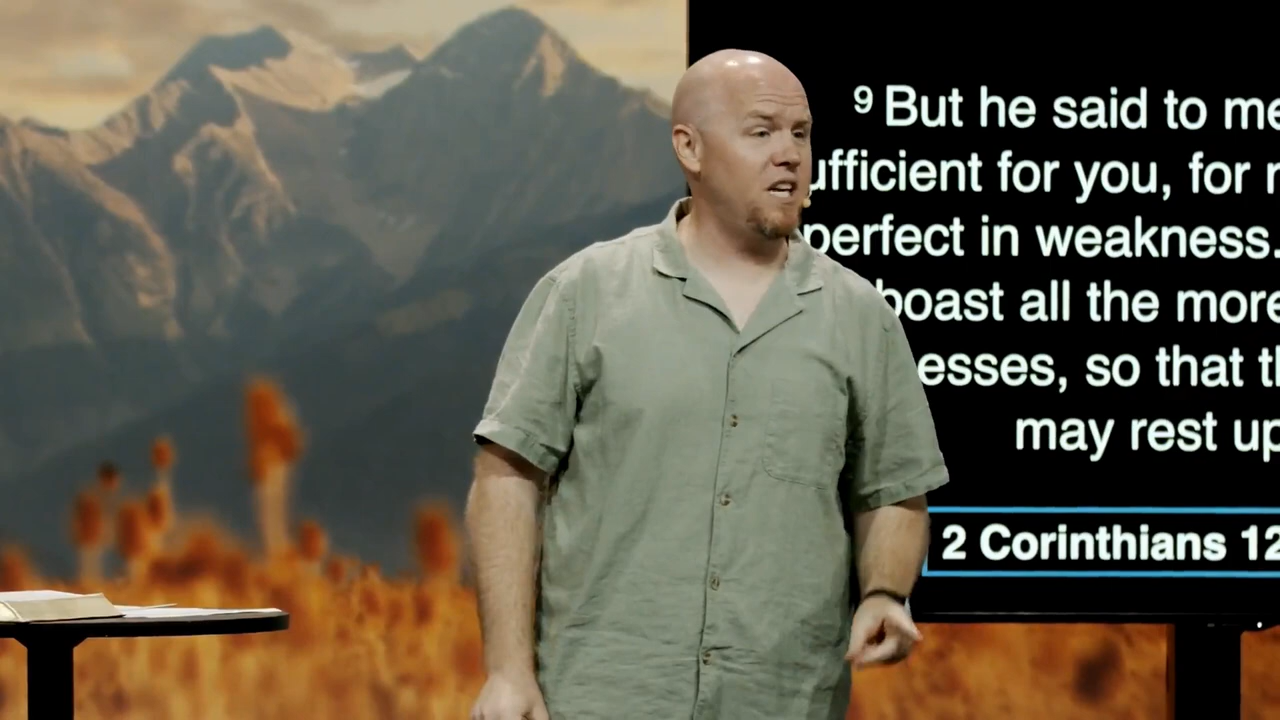 9 But he said to me
ufficient for you, for
perfect in weakness.
boast all the more
esses, so that
may rest up
2 Corinthians 12